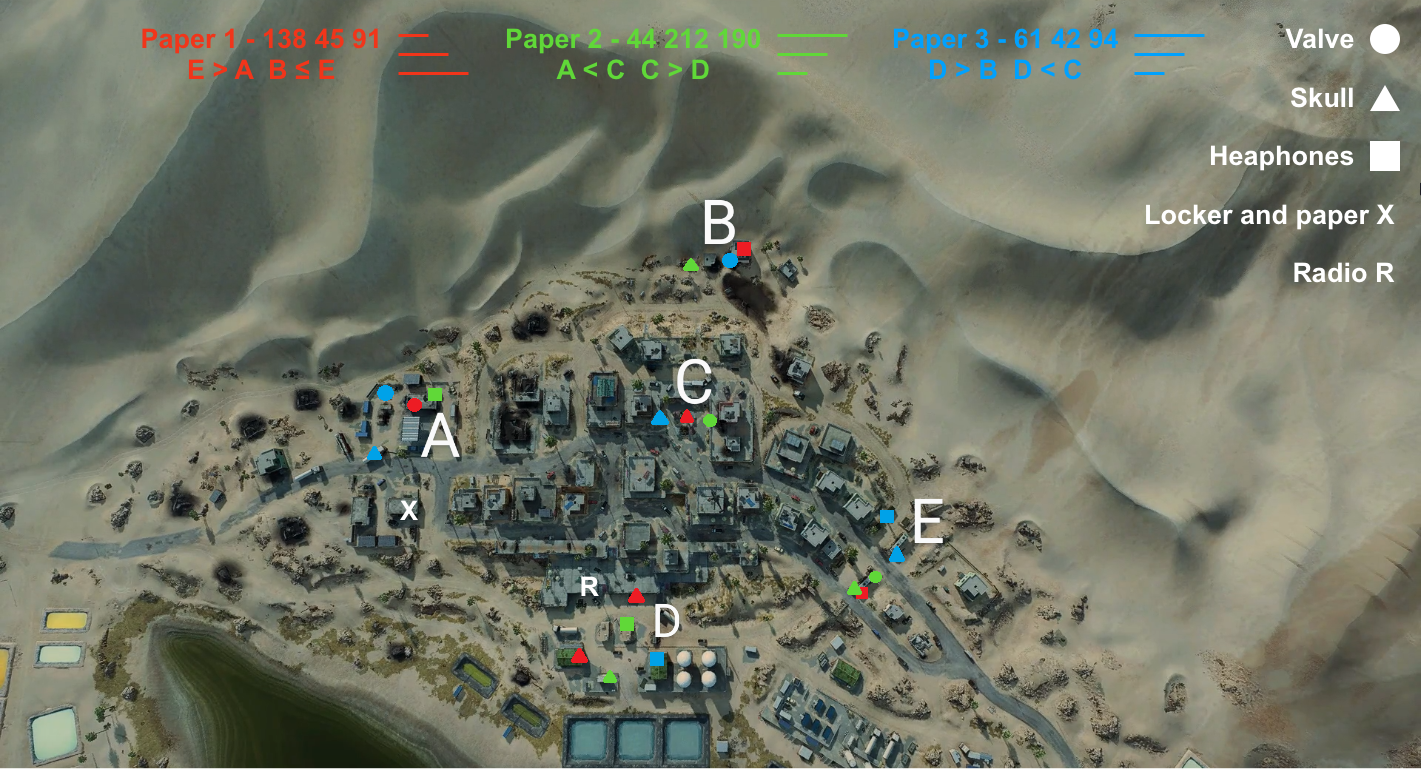 Paper 1 - 138 45 91
E > A B ≤ E
Paper 2 - 44 212 190
A < C C > D
Paper 3 - 61 42 94
D > B D < C
Valve
Skull
Heaphones
Locker and paper X
Radio R
B
C
A
X
E
R
D